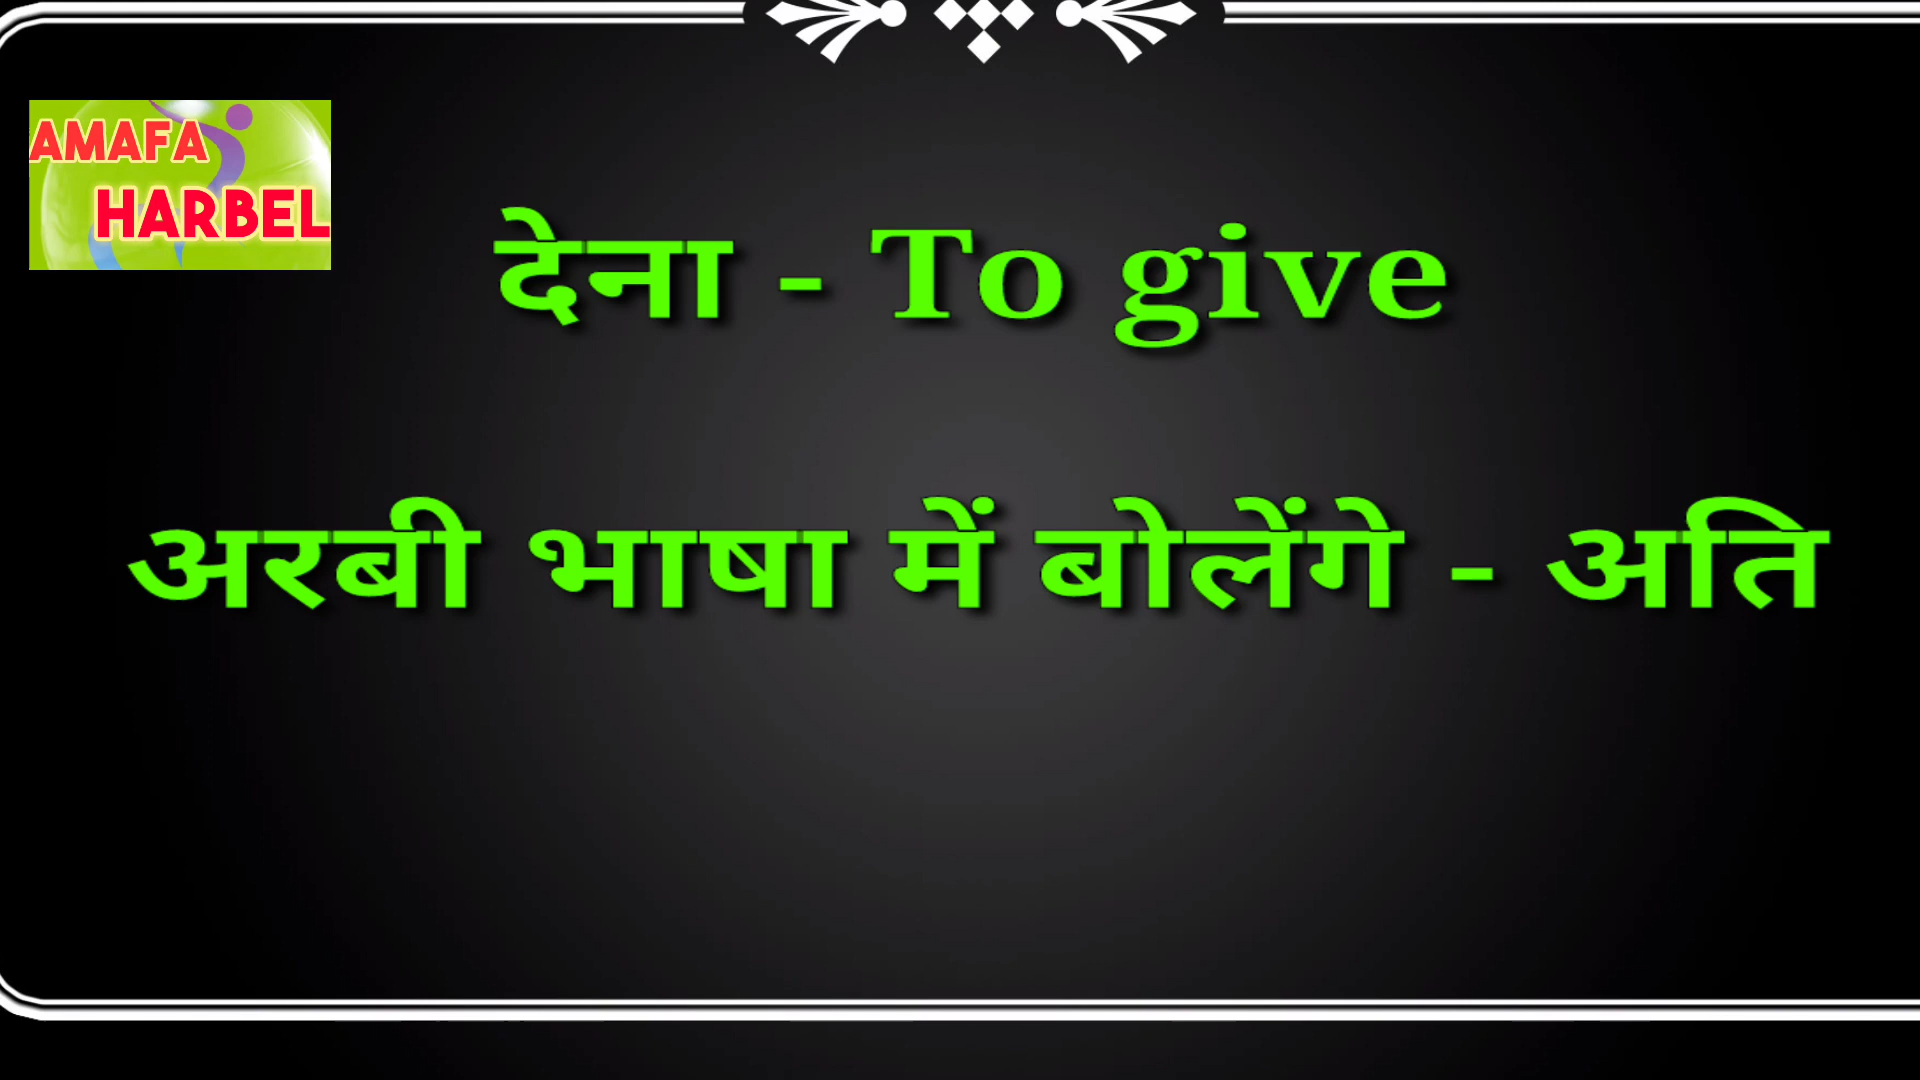 AMAFA
HARBEL
देना - To give
अरबी भाषा में बोलेंगे - अति